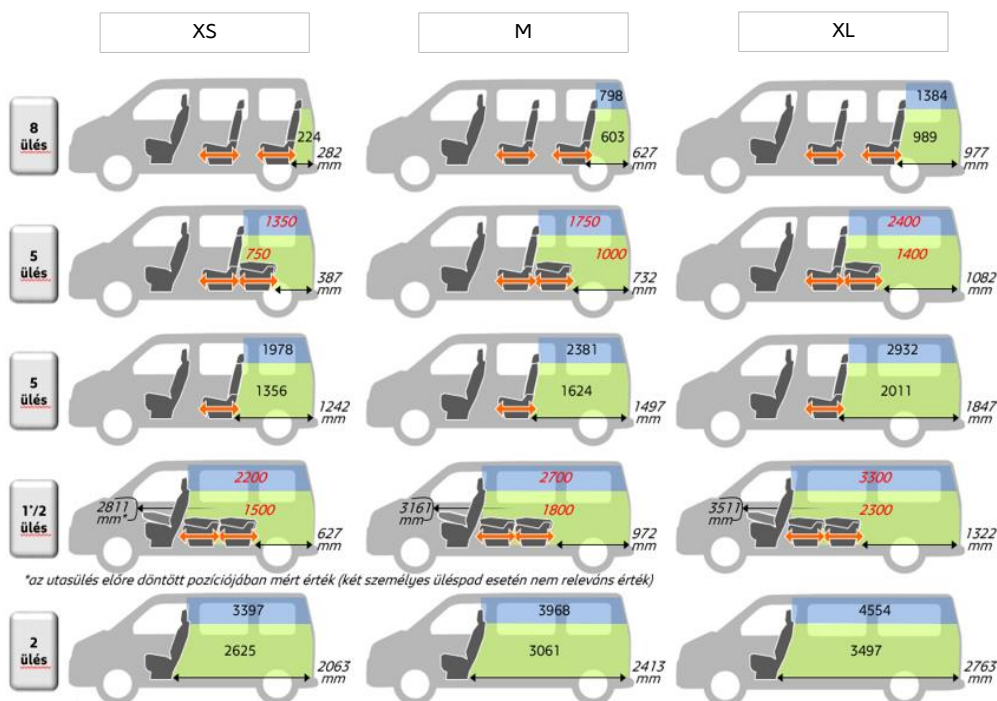 XS M XL
8
ülés
224
282
mm
798
603
627
mm
1384
989
977
mm
5
ülés
1350
750
387
mm
1750
1000
732
mm
2400
1400
1082
mm
5
ülés
1978
1356
1242
mm
2381
1624
1497
mm
2932
2011
1847
mm
1*/2
ülés
2811
mm*
2200
1500
627
mm
3161
mm*
2700
1800
972
mm
3511
mm*
3300
2300
1322
mm
*az utasülés előre döntött pozíciójában mért érték (két személyes üléspad esetén nem releváns érték)
2
ülés
3397
2625
2063
mm
3968
3061
2413
mm
4554
3497
2763
mm